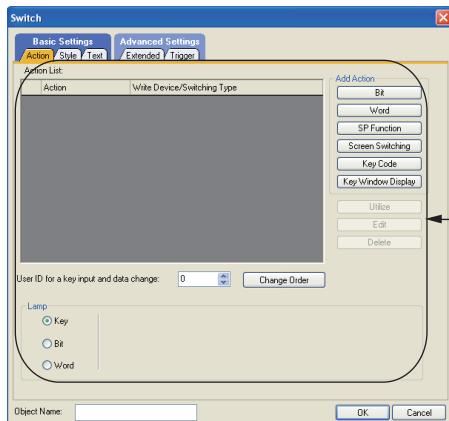 Switch
Basic Settings
Advanced Settings
Action Style Text Extended Trigger
Action List:
Action Write Device/Switching Type
Add Action
Bit
Word
SP Function
Screen Switching
Key Code
Key Window Display
Utilize
Edit
Delete
User ID for a key input and data change: 0 Change Order
Lamp
Key
Bit
Word
Object Name: OK Cancel